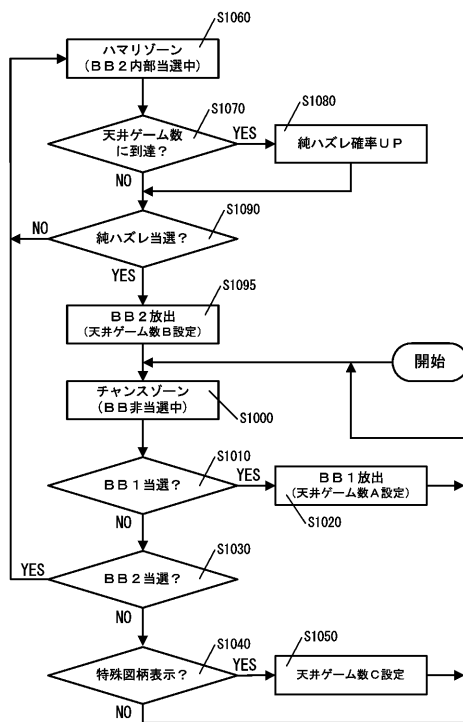 S1060
ハマリゾーン
(BB2内部当選中)
S1070
天井ゲーム数
に到達？
YES
S1080
純ハズレ確率UP
NO
S1090
純ハズレ当選？
NO
YES
S1095
BB2放出
(天井ゲーム数B設定)
開始
チャンスゾーン
(BB非当選中)
S1000
S1010
BB1当選？
YES
BB1放出
(天井ゲーム数A設定)
S1020
NO
S1030
BB2当選？
YES
NO
S1040
特殊図柄表示？
YES
S1050
天井ゲーム数C設定
NO